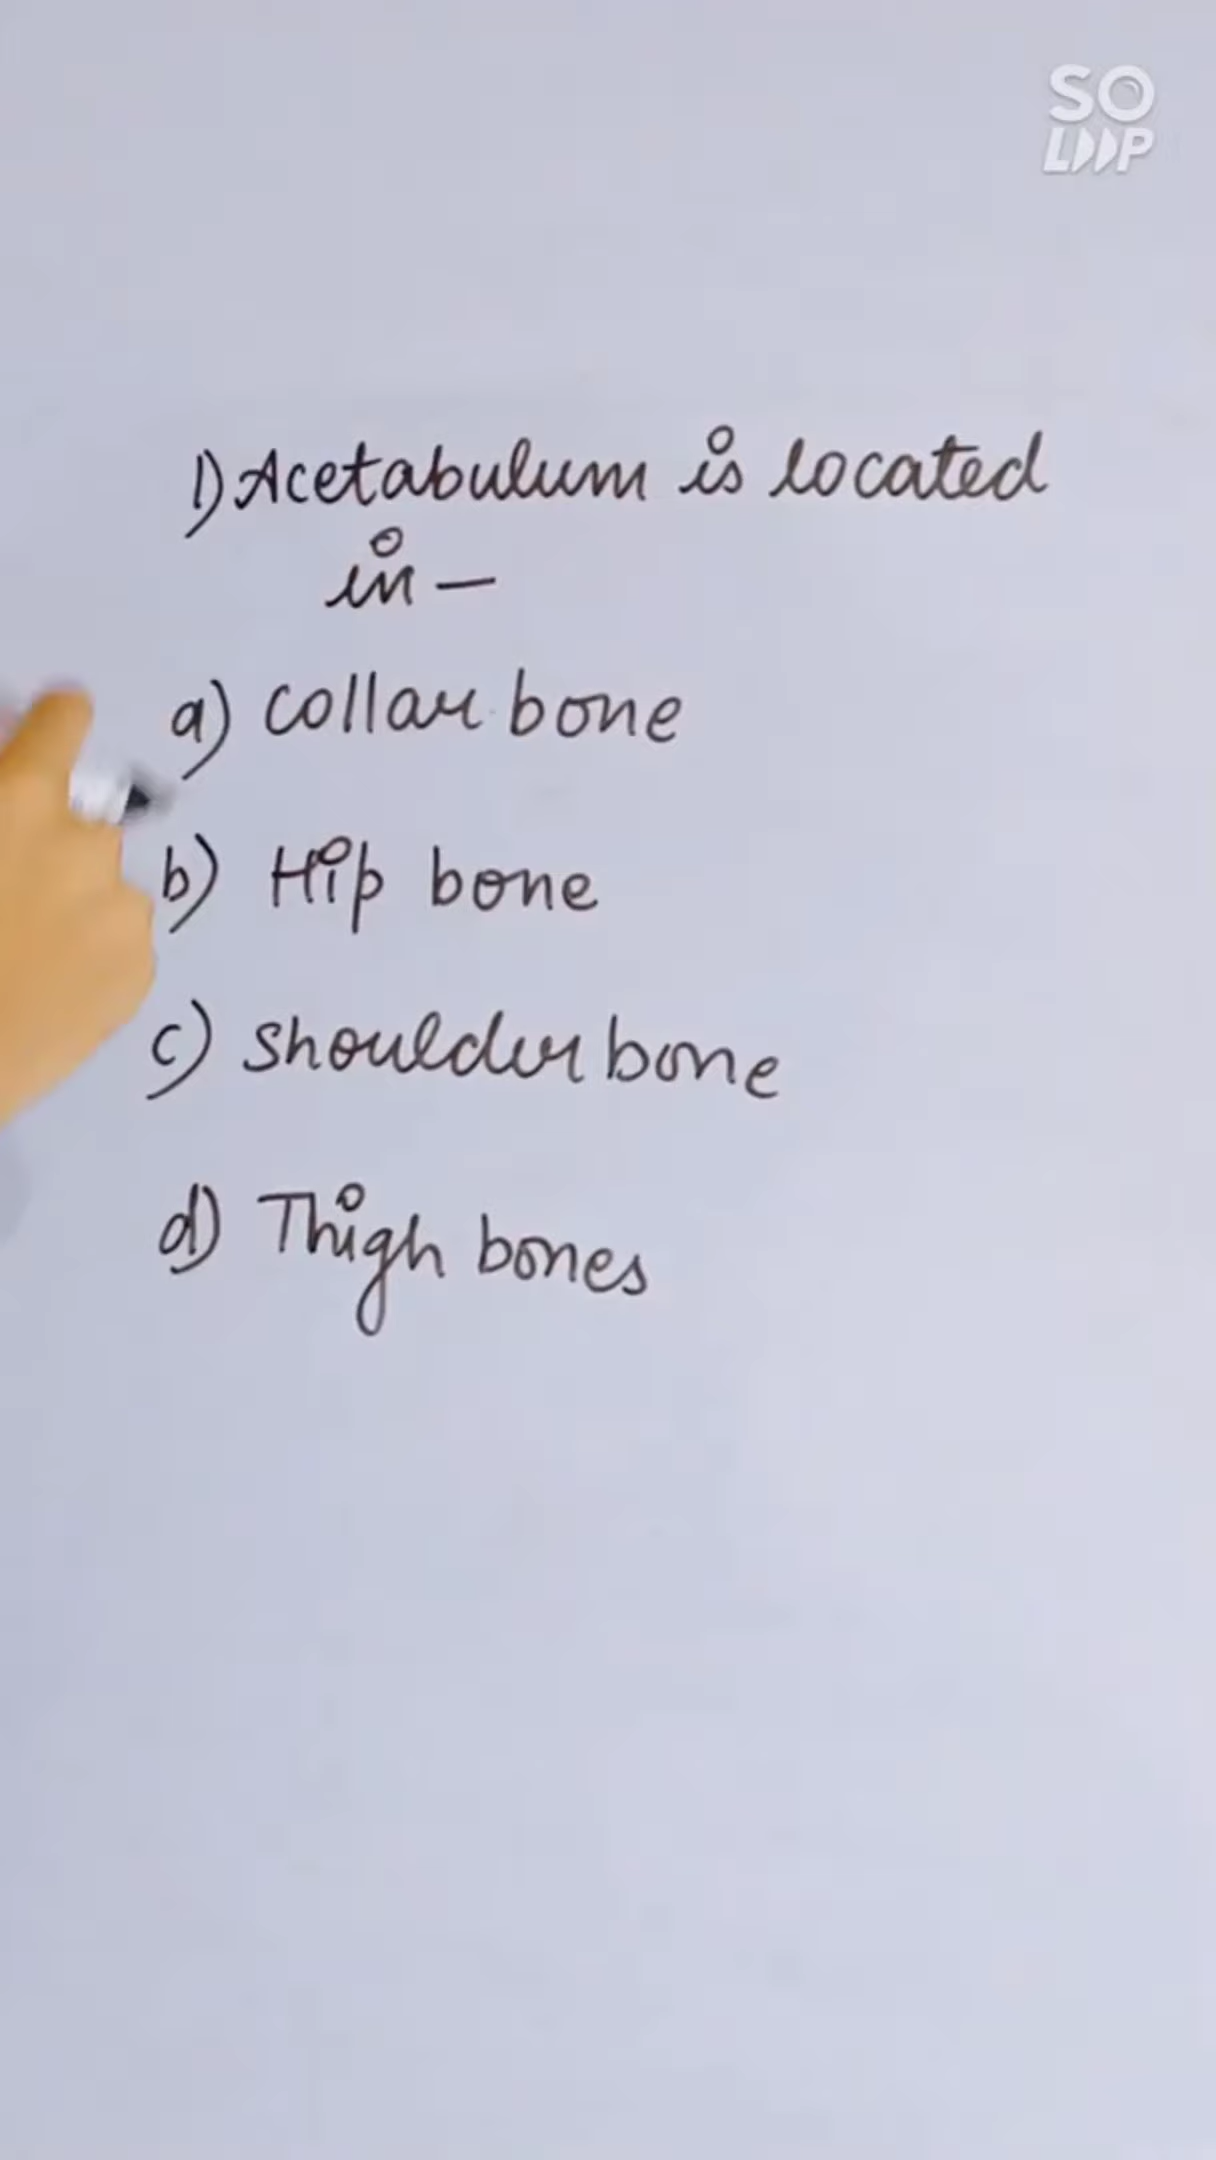 SO
LOOP
1) Acetabulum is located
in -
a) collar bone
b) Hip bone
c) shoulder bone
d) Thigh bones